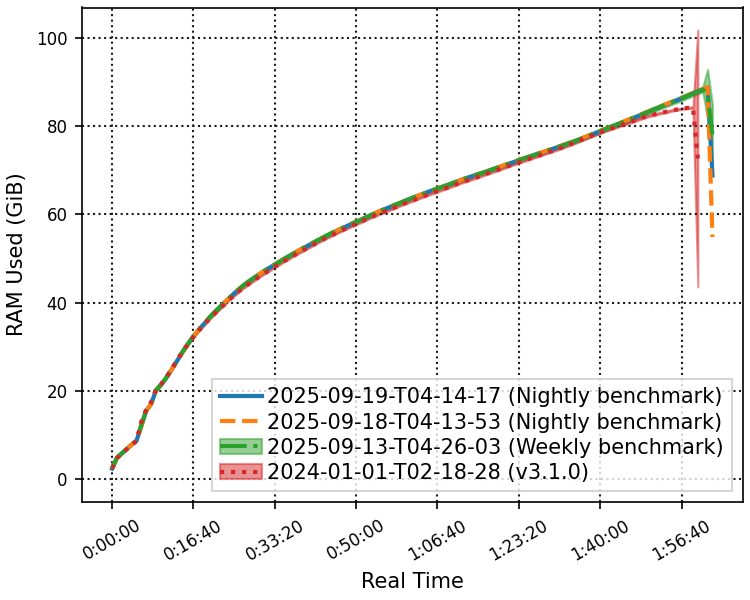 100
80
60
40
20
0
RAM Used (GiB)
2025-09-19-T04-14-17 (Nightly benchmark)
2025-09-18-T04-13-53 (Nightly benchmark)
2025-09-13-T04-26-03 (Weekly benchmark)
2024-01-01-T02-18-28 (v3.1.0)
0:00:00
0:16:40
0:33:20
0:50:00
1:06:40
1:23:20
1:40:00
1:56:40
Real Time